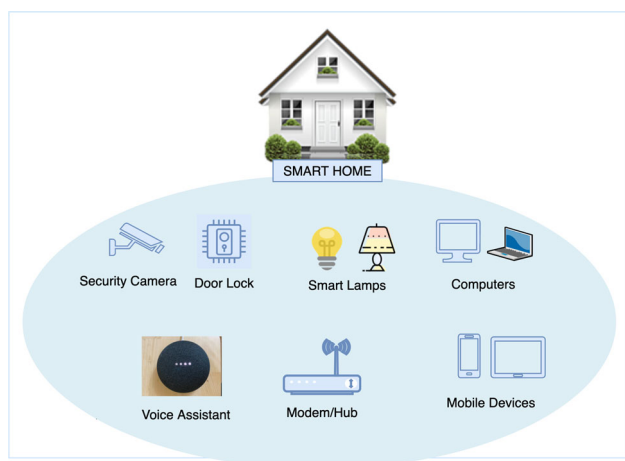 SMART HOME
Security Camera
Door Lock
Smart Lamps
Computers
Voice Assistant
Modem/Hub
Mobile Devices